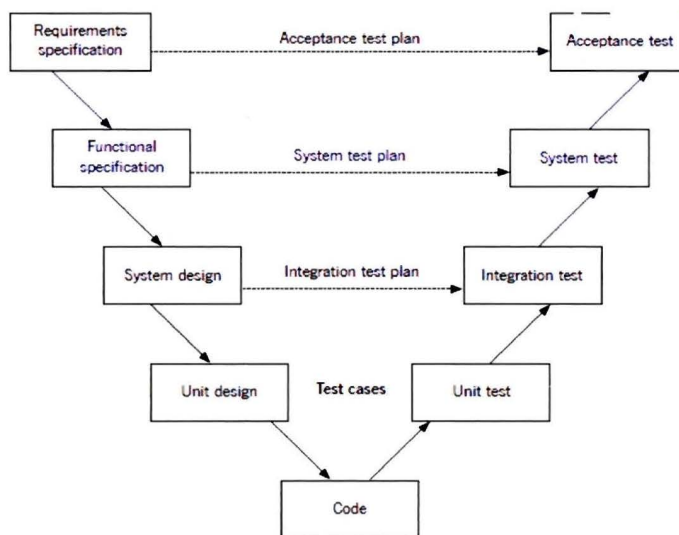 Requirements
specification
Acceptance test plan
Acceptance test
Functional
specification
System test plan
System test
System design
Integration test plan
Integration test
Unit design
Test cases
Unit test
Code